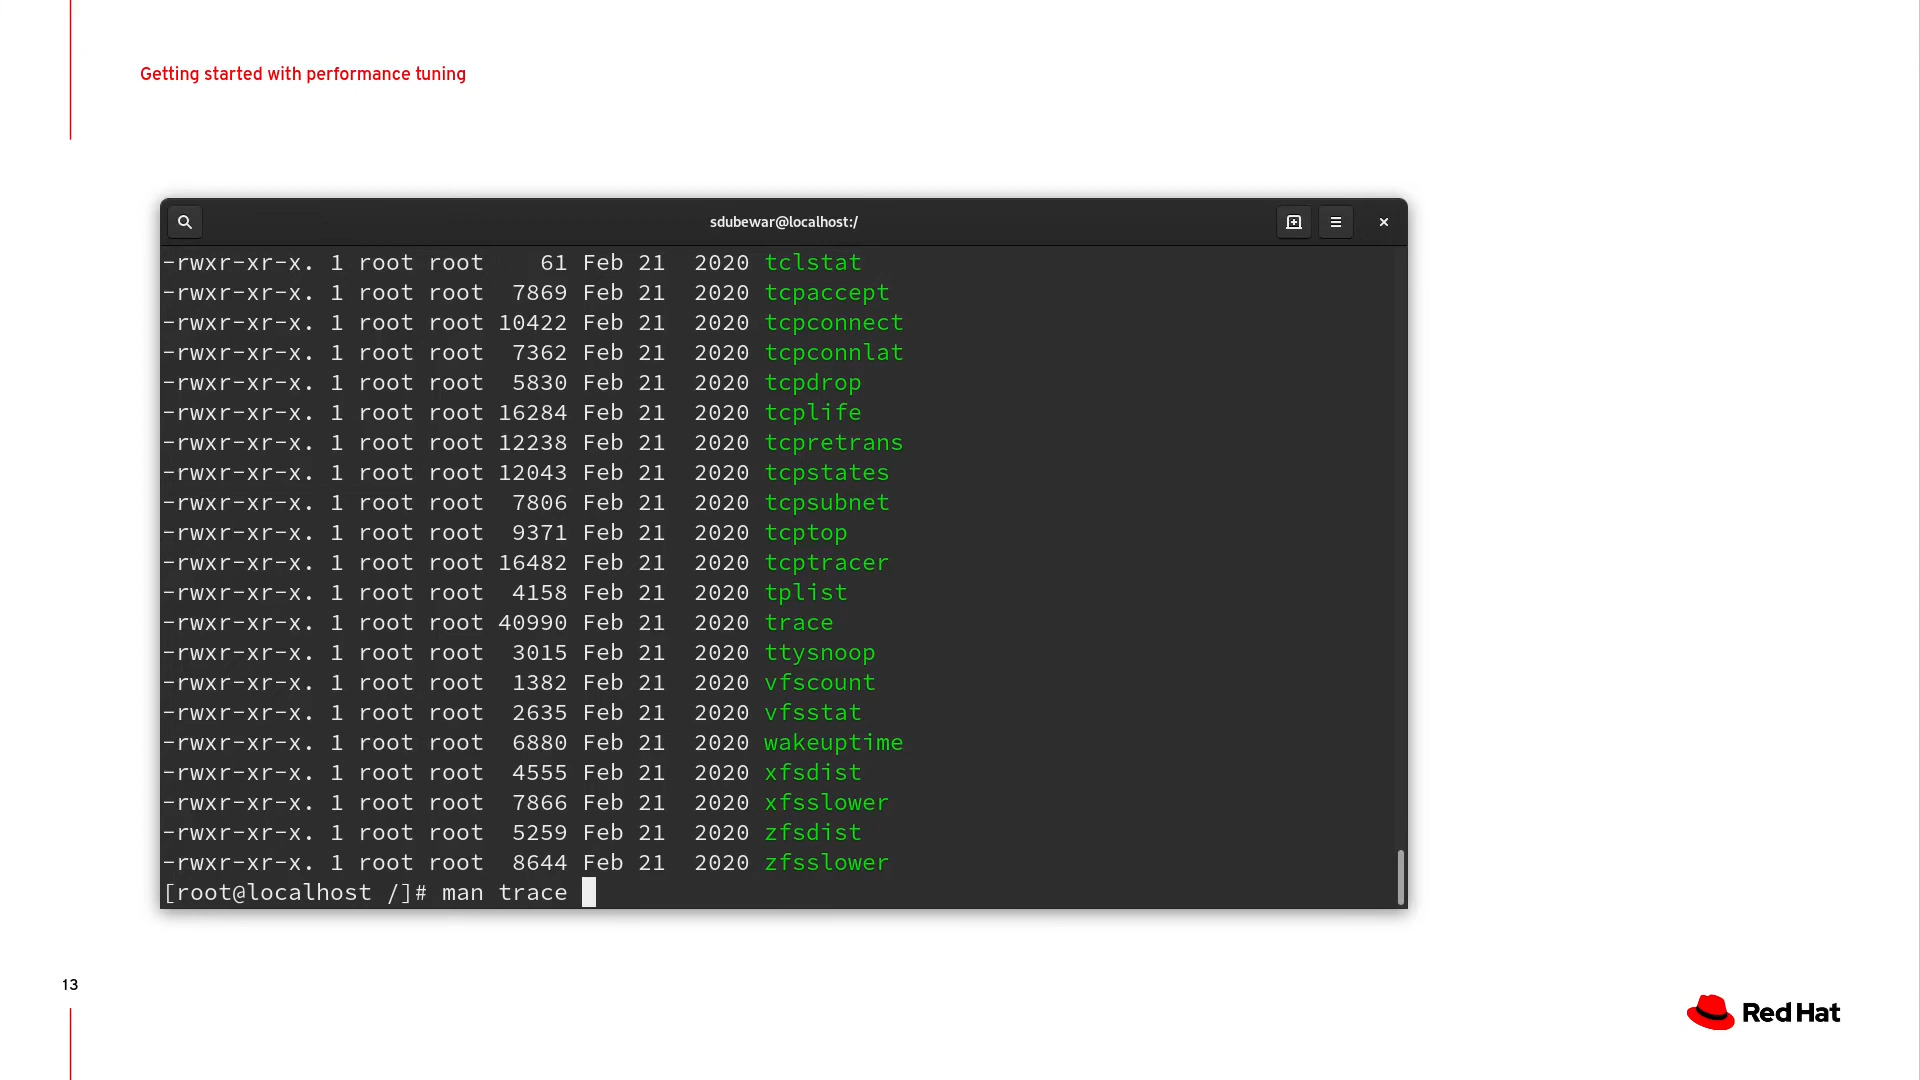 Getting started with performance tuning
sdubewar@localhost:/
-rwxr-xr-x. 1 root root    61 Feb 21  2020 tclstat
-rwxr-xr-x. 1 root root  7869 Feb 21  2020 tcpaccept
-rwxr-xr-x. 1 root root 10422 Feb 21  2020 tcpconnect
-rwxr-xr-x. 1 root root  7362 Feb 21  2020 tcpconnlat
-rwxr-xr-x. 1 root root  5830 Feb 21  2020 tcpdrop
-rwxr-xr-x. 1 root root 16284 Feb 21  2020 tcplife
-rwxr-xr-x. 1 root root 12238 Feb 21  2020 tcpretrans
-rwxr-xr-x. 1 root root 12043 Feb 21  2020 tcpstates
-rwxr-xr-x. 1 root root  7806 Feb 21  2020 tcpsubnet
-rwxr-xr-x. 1 root root  9371 Feb 21  2020 tcptop
-rwxr-xr-x. 1 root root 16482 Feb 21  2020 tcptracer
-rwxr-xr-x. 1 root root  4158 Feb 21  2020 tplist
-rwxr-xr-x. 1 root root 40990 Feb 21  2020 trace
-rwxr-xr-x. 1 root root  3015 Feb 21  2020 ttysnoop
-rwxr-xr-x. 1 root root  1382 Feb 21  2020 vfscount
-rwxr-xr-x. 1 root root  2635 Feb 21  2020 vfsstat
-rwxr-xr-x. 1 root root  6880 Feb 21  2020 wakeuptime
-rwxr-xr-x. 1 root root  4555 Feb 21  2020 xfsdist
-rwxr-xr-x. 1 root root  7866 Feb 21  2020 xfsslower
-rwxr-xr-x. 1 root root  5259 Feb 21  2020 zfsdist
-rwxr-xr-x. 1 root root  8644 Feb 21  2020 zfsslower
[root@localhost /]# man trace
13
Red Hat